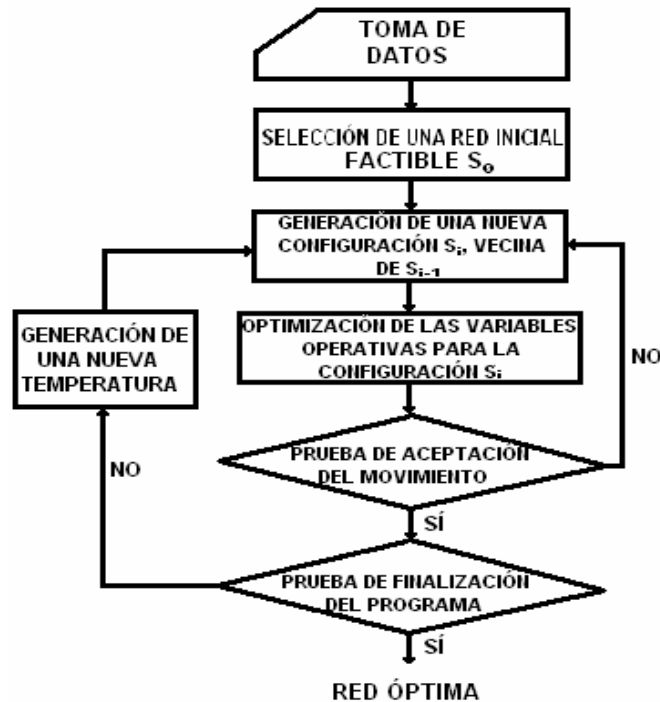 TOMA DE
DATOS
SELECCIÓN DE UNA RED INICIAL
FACTIBLE S₀
GENERACIÓN DE UNA NUEVA
CONFIGURACIÓN Sᵢ, VECINA
DE Sᵢ₋₁
OPTIMIZACIÓN DE LAS VARIABLES
OPERATIVAS PARA LA
CONFIGURACIÓN Sᵢ
GENERACIÓN DE
UNA NUEVA
TEMPERATURA
NO
PRUEBA DE ACEPTACIÓN
DEL MOVIMIENTO
NO
SÍ
PRUEBA DE FINALIZACIÓN
DEL PROGRAMA
SÍ
RED ÓPTIMA